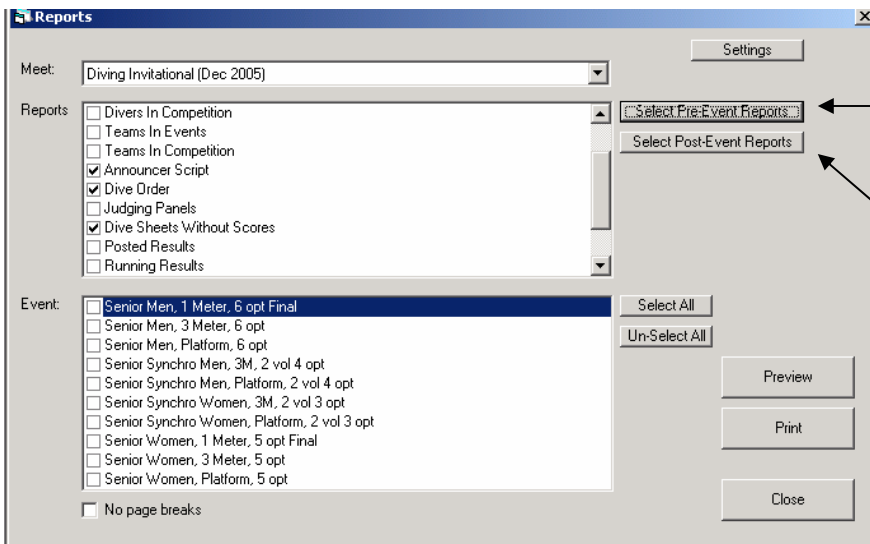 Reports
Settings
Meet:
Diving Invitational (Dec 2005)
Reports
Divers In Competition
Teams In Events
Teams In Competition
Announcer Script
Dive Order
Judging Panels
Dive Sheets Without Scores
Posted Results
Running Results
Select Pre-Event Reports
Select Post-Event Reports
Event:
Senior Men, 1 Meter, 6 opt Final
Senior Men, 3 Meter, 6 opt
Senior Men, Platform, 6 opt
Senior Synchro Men, 3M, 2 vol 4 opt
Senior Synchro Men, Platform, 2 vol 4 opt
Senior Synchro Women, 3M, 2 vol 3 opt
Senior Synchro Women, Platform, 2 vol 3 opt
Senior Women, 1 Meter, 5 opt Final
Senior Women, 3 Meter, 5 opt
Senior Women, Platform, 5 opt
Select All
Un-Select All
Preview
Print
Close
No page breaks